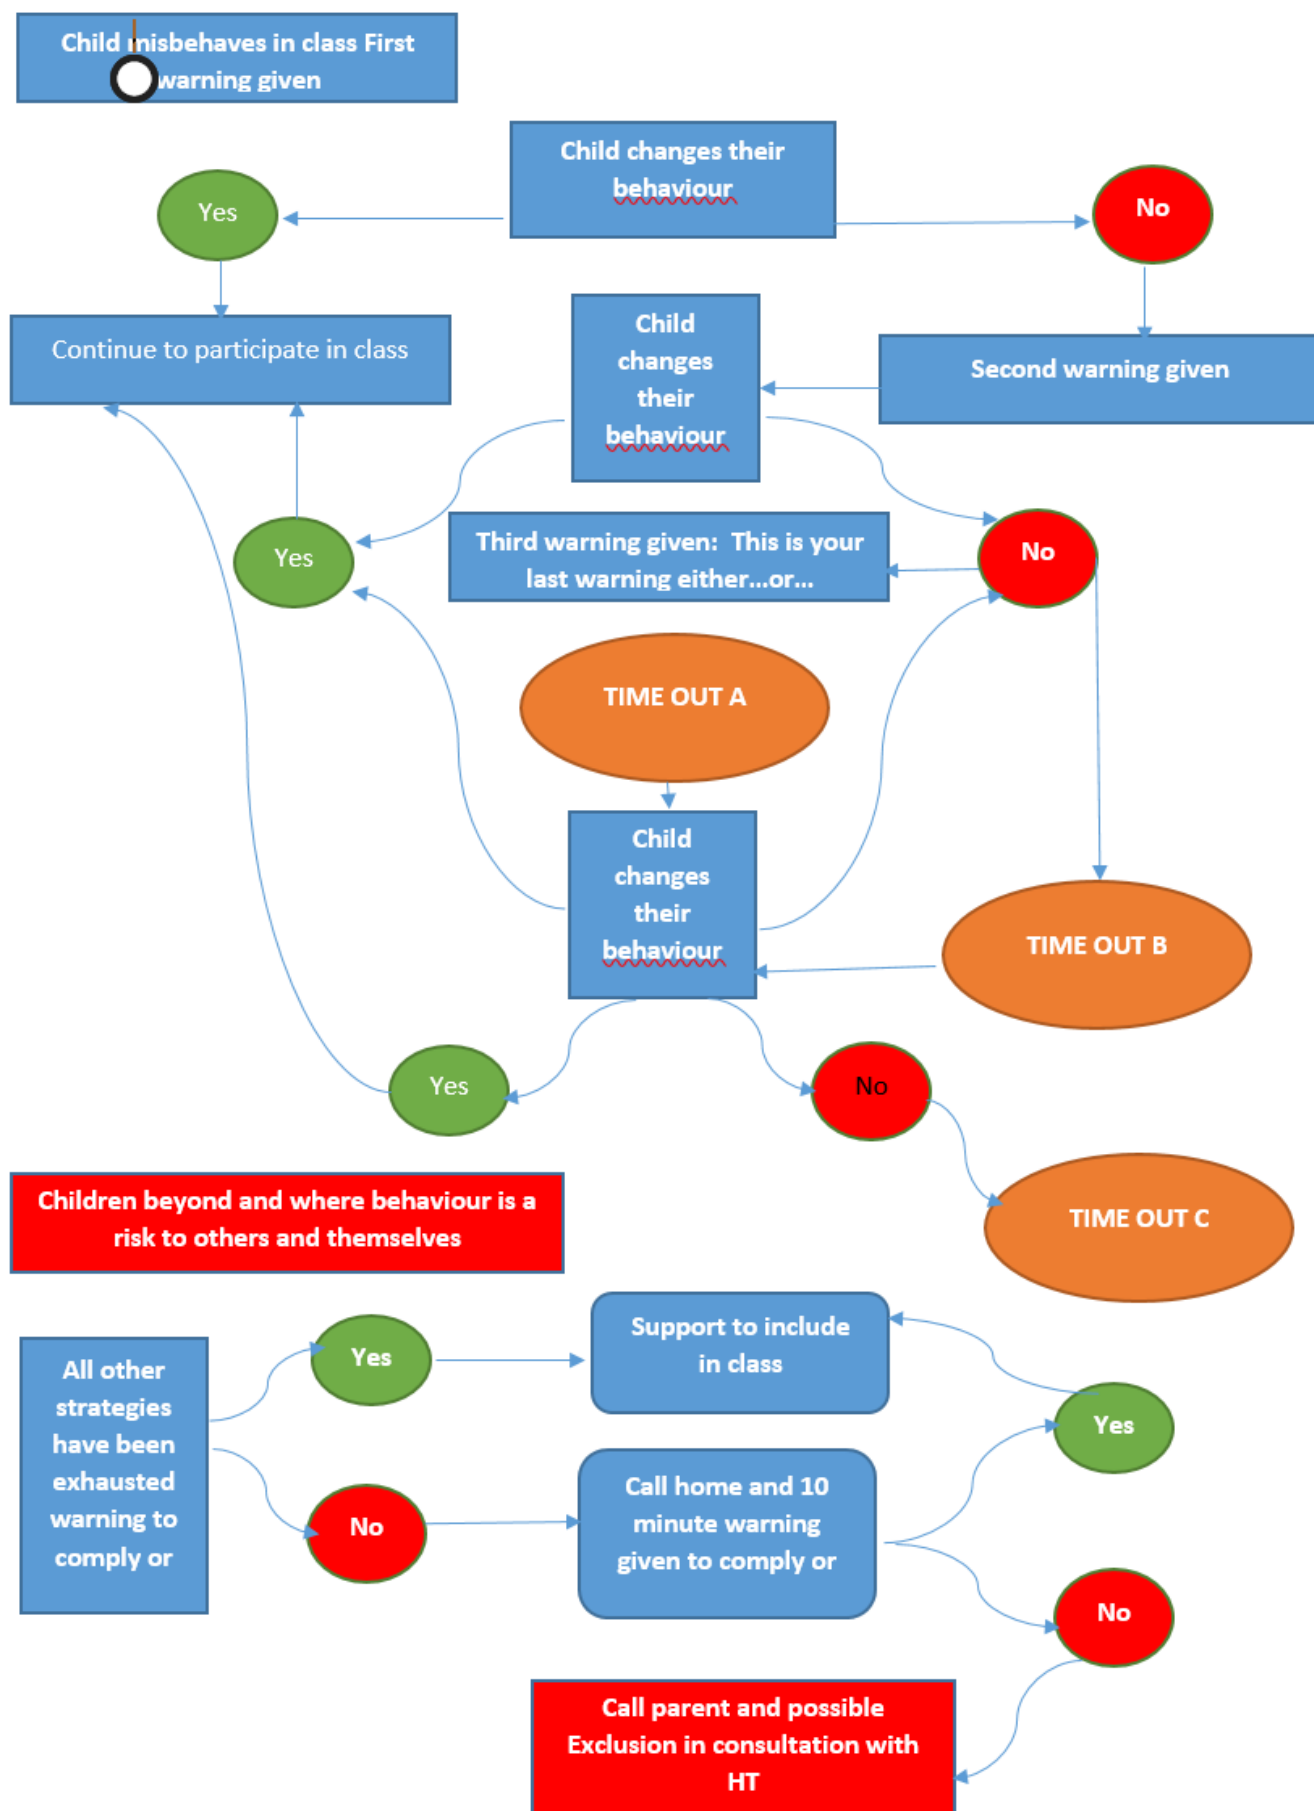 Child misbehaves in class First
warning given
Child changes their
behaviour
Yes
No
Continue to participate in class
Child
changes
their
behaviour
Second warning given
Yes
Third warning given:  This is your
last warning either...or...
No
TIME OUT A
Child
changes
their
behaviour
TIME OUT B
Yes
No
Children beyond and where behaviour is a
risk to others and themselves
TIME OUT C
All other
strategies
have been
exhausted
warning to
comply or
Yes
Support to include
in class
Yes
No
Call home and 10
minute warning
given to comply or
No
Call parent and possible
Exclusion in consultation with
HT